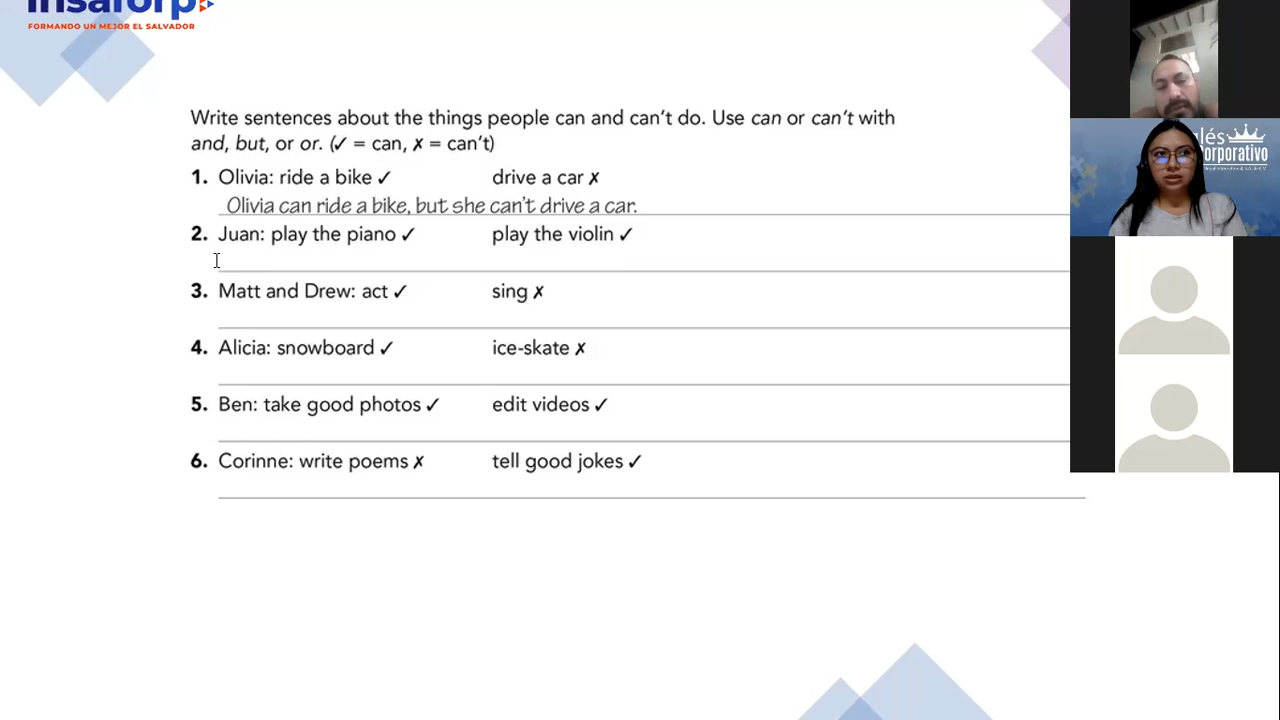 insaforp
FORMANDO UN MEJOR EL SALVADOR
Write sentences about the things people can and can't do. Use can or can't with
and, but, or or. (✓ = can, ✗ = can't)
1. Olivia: ride a bike ✓ drive a car ✗
Olivia can ride a bike, but she can't drive a car.
2. Juan: play the piano ✓ play the violin ✓
3. Matt and Drew: act ✓ sing ✗
4. Alicia: snowboard ✓ ice-skate ✗
5. Ben: take good photos ✓ edit videos ✓
6. Corinne: write poems ✗ tell good jokes ✓
glés
orporativo